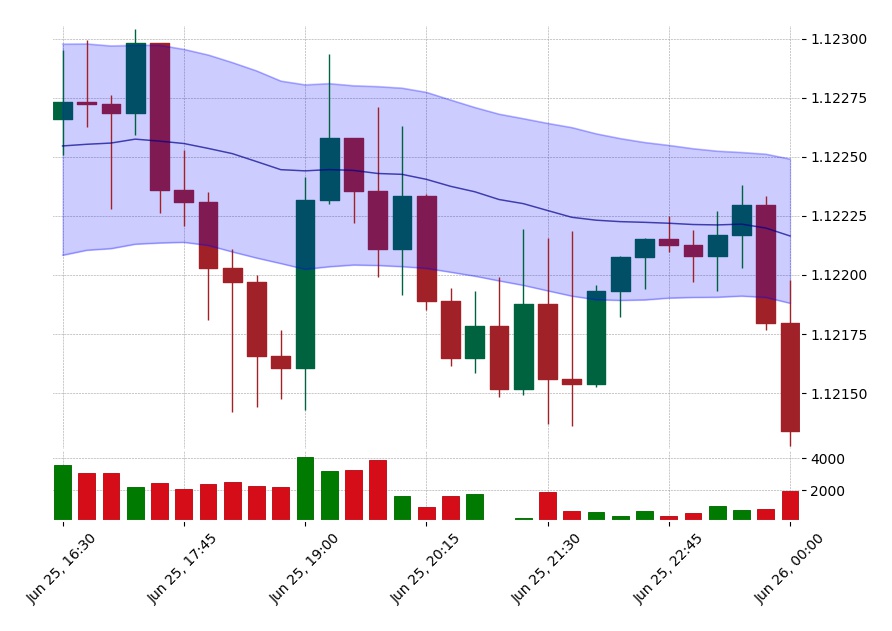 1.12300
1.12275
1.12250
1.12225
1.12200
1.12175
1.12150
4000
2000
Jun 25, 16:30
Jun 25, 17:45
Jun 25, 19:00
Jun 25, 20:15
Jun 25, 21:30
Jun 25, 22:45
Jun 26, 00:00